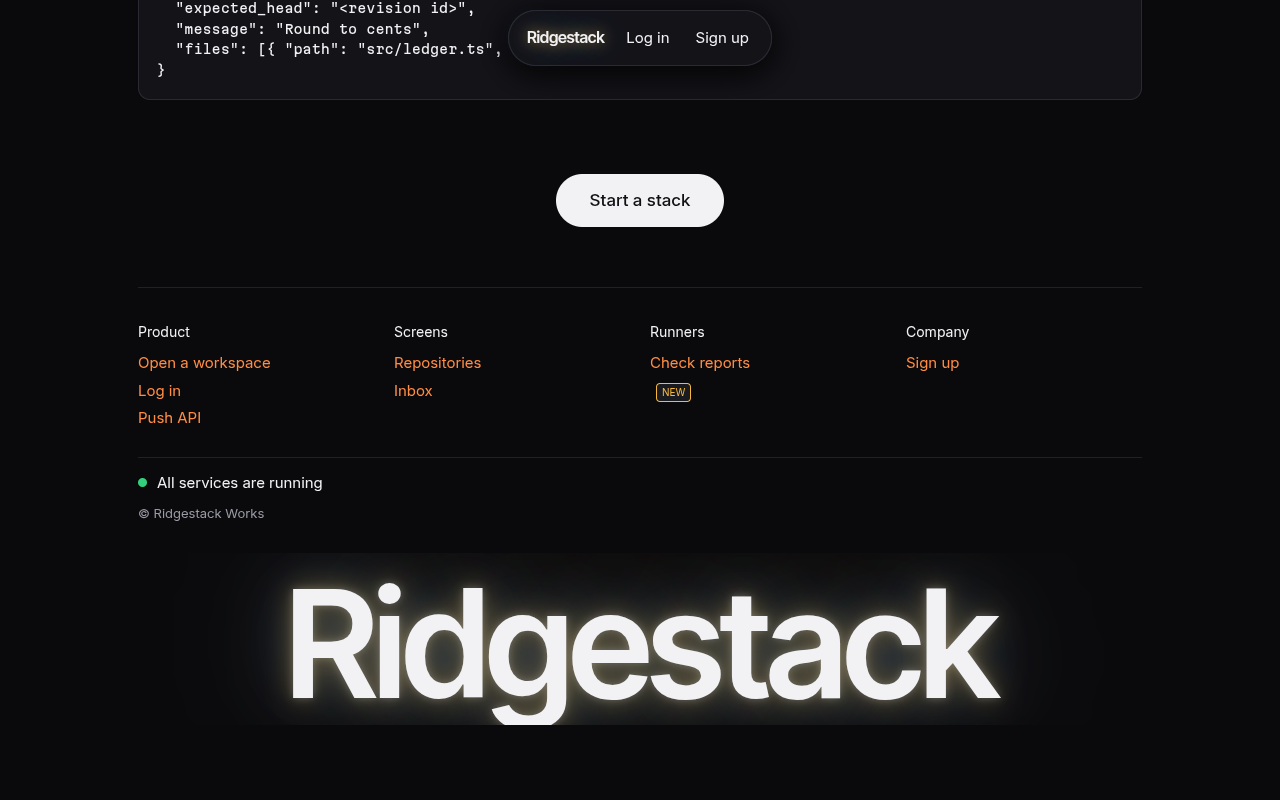 "expected_head": "<revision id>",
"message": "Round to cents",
"files": [{ "path": "src/ledger.ts",
}
Ridgestack Log in Sign up
Start a stack
Product Screens Runners Company
Open a workspace Repositories Check reports Sign up
Log in Inbox NEW
Push API
All services are running
© Ridgestack Works
Ridgestack